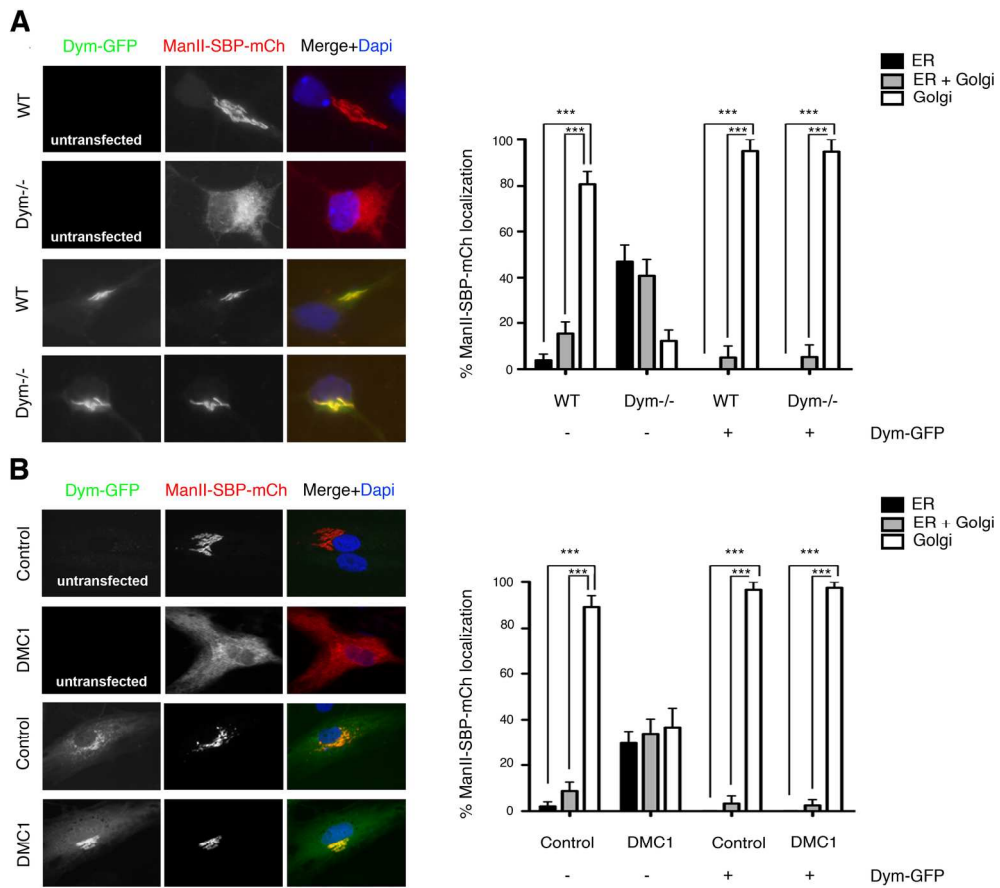 A
Dym-GFP ManII-SBP-mCh Merge+Dapi
WT
untransfected
Dym-/-
untransfected
WT
Dym-/-
ER
ER + Golgi
Golgi
*** *** ***
*** *** ***
% ManII-SBP-mCh localization
100
80
60
40
20
0
WT Dym-/- WT Dym-/-
- - + + Dym-GFP
B
Dym-GFP ManII-SBP-mCh Merge+Dapi
Control
untransfected
DMC1
untransfected
Control
DMC1
ER
ER + Golgi
Golgi
*** *** ***
*** *** ***
% ManII-SBP-mCh localization
100
80
60
40
20
0
Control DMC1 Control DMC1
- - + + Dym-GFP